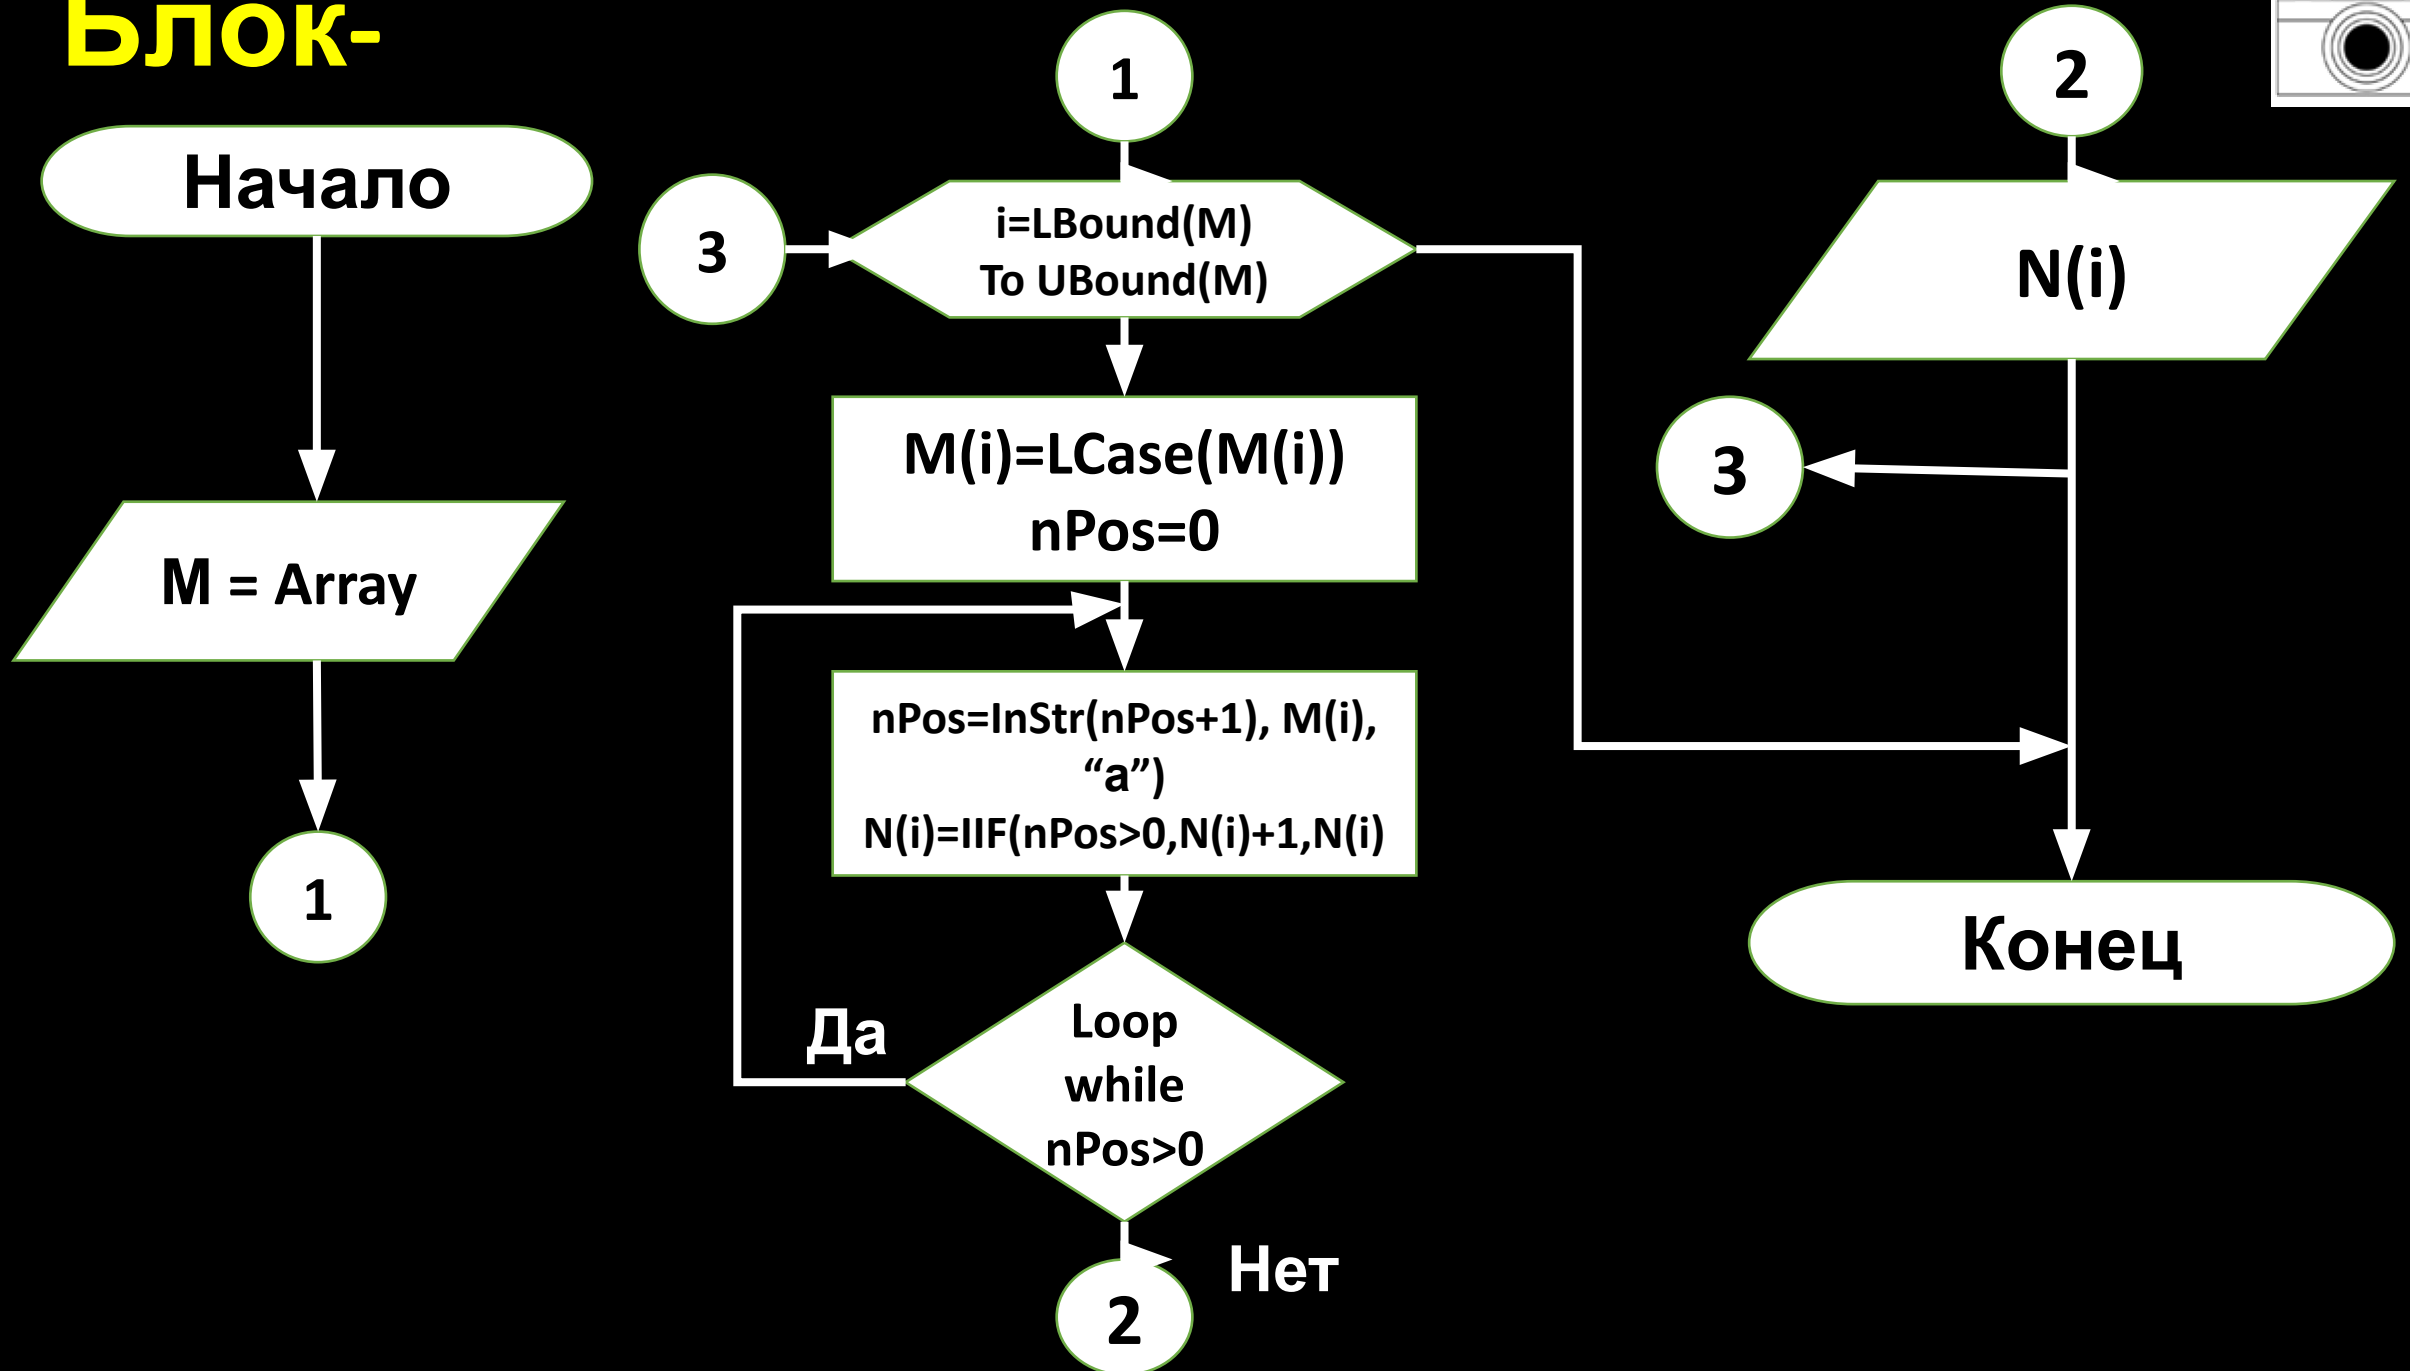 Блок-
Начало
M = Array
1
1
3
i=LBound(M)
To UBound(M)
M(i)=LCase(M(i))
nPos=0
nPos=InStr(nPos+1), M(i),
“a”)
N(i)=IIF(nPos>0,N(i)+1,N(i)
Да
Loop
while
nPos>0
Нет
2
2
N(i)
3
Конец